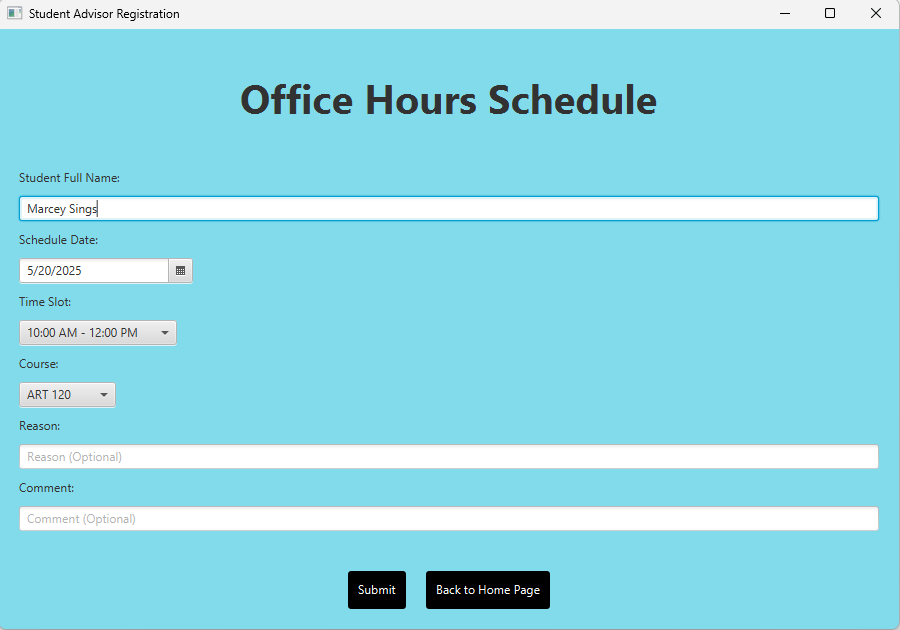 Student Advisor Registration
Office Hours Schedule
Student Full Name:
Marcey Sings
Schedule Date:
5/20/2025
Time Slot:
10:00 AM - 12:00 PM
Course:
ART 120
Reason:
Reason (Optional)
Comment:
Comment (Optional)
Submit
Back to Home Page